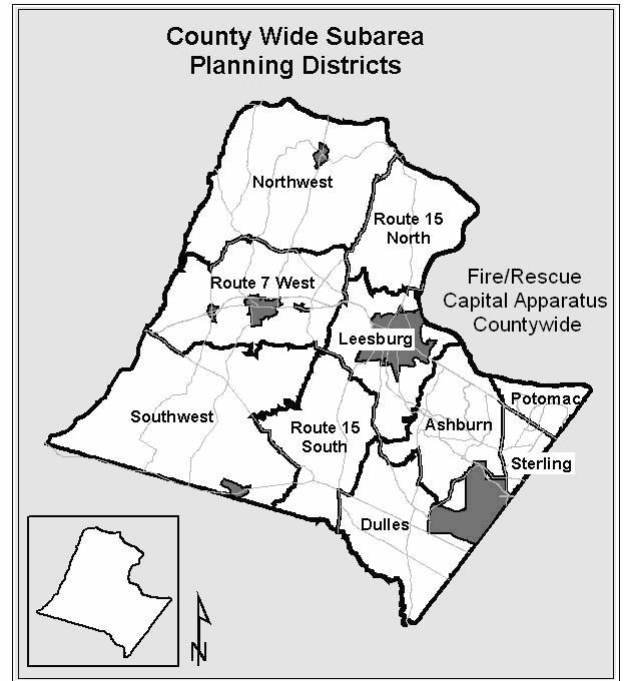 County Wide Subarea
Planning Districts
Northwest
Route 15
North
Fire/Rescue
Capital Apparatus
Countywide
Route 7 West
Leesburg
Potomac
Southwest
Route 15
South
Ashburn
Sterling
Dulles
N